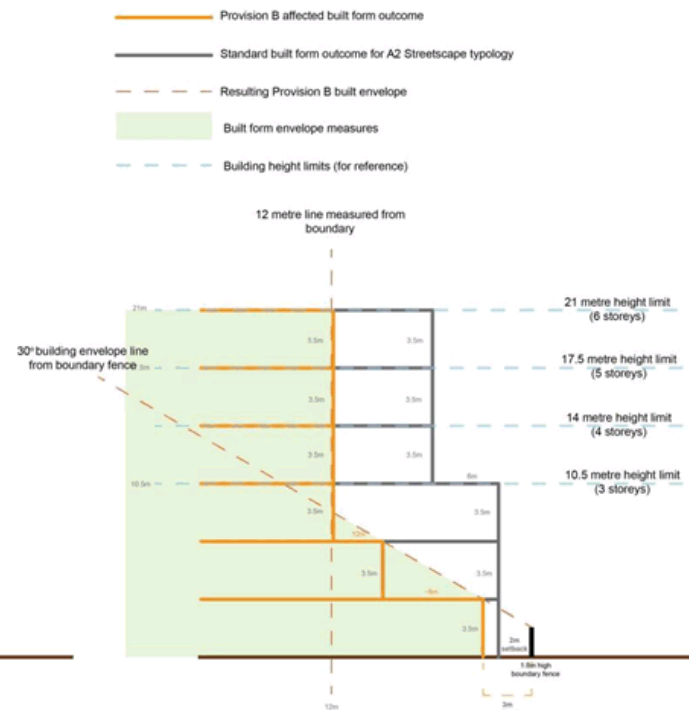 Provision B affected built form outcome
Standard built form outcome for A2 Streetscape typology
Resulting Provision B built envelope
Built form envelope measures
Building height limits (for reference)
12 metre line measured from
boundary
21m
21 metre height limit
(6 storeys)
3.5m
3.5m
30° building envelope line
from boundary fence
17.5 metre height limit
(5 storeys)
3.5m
3.5m
14 metre height limit
(4 storeys)
3.5m
3.5m
10.5m
6m
10.5 metre height limit
(3 storeys)
3.5m
3.5m
12m
3.5m
3.5m
~6m
3.5m
2m
setback
1.8m high
boundary fence
3m
12m